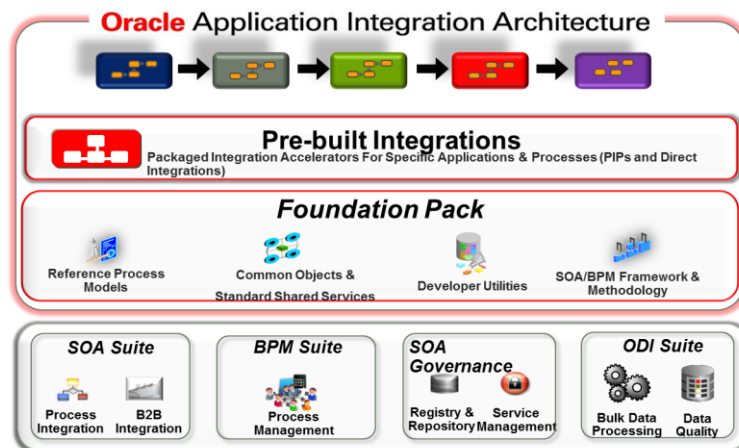 Oracle Application Integration Architecture
Pre-built Integrations
Packaged Integration Accelerators For Specific Applications & Processes (PIPs and Direct
Integrations)
Foundation Pack
Reference Process
Models
Common Objects &
Standard Shared Services
Developer Utilities
SOA/BPM Framework &
Methodology
SOA Suite
Process
Integration
B2B
Integration
BPM Suite
Process
Management
SOA
Governance
Registry &
Repository
Service
Management
ODI Suite
Bulk Data
Processing
Data
Quality